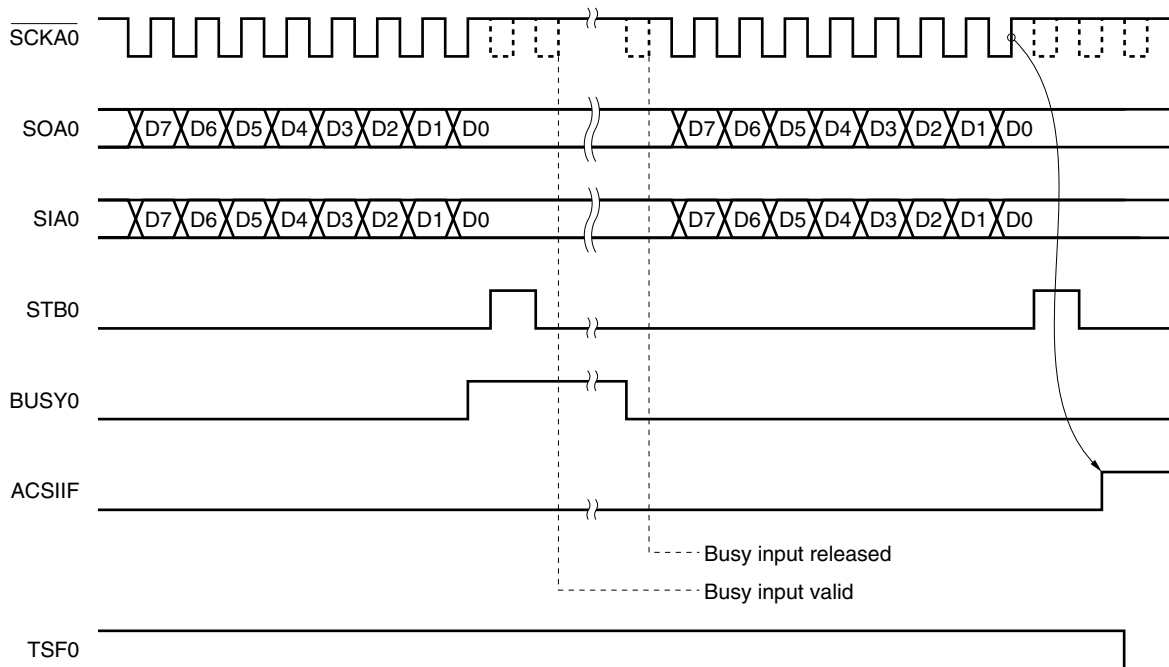 SCKA0
SOA0 D7 D6 D5 D4 D3 D2 D1 D0 D7 D6 D5 D4 D3 D2 D1 D0
SIA0 D7 D6 D5 D4 D3 D2 D1 D0 D7 D6 D5 D4 D3 D2 D1 D0
STB0
BUSY0
ACSIIF
Busy input released
Busy input valid
TSF0